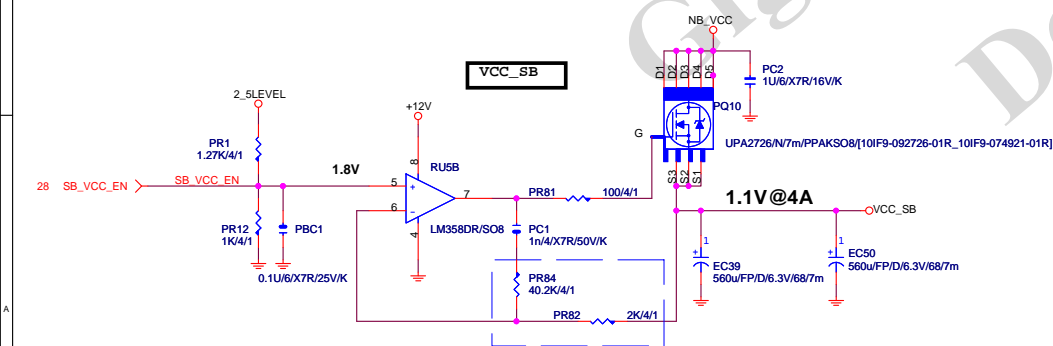 NB_VCC
VCC_SB
D1
D2
D3
D4
D5
PC2
1U/6/X7R/16V/K
2_5LEVEL
+12V
PQ10
G
UPA2726/N/7m/PPAKSO8/[10IF9-092726-01R_10IF9-074921-01R]
PR1
1.27K/4/1
8
RU5B
S3
S2
S1
28 SB_VCC_EN
SB_VCC_EN
1.8V
5
+
7
PR81
100/4/1
1.1V@4A
6
-
VCC_SB
PR12
1K/4/1
PBC1
4
LM358DR/SO8
PC1
1n/4/X7R/50V/K
1
1
0.1U/6/X7R/25V/K
EC39
560u/FP/D/6.3V/68/7m
EC50
560u/FP/D/6.3V/68/7m
PR84
40.2K/4/1
A
PR82
2K/4/1